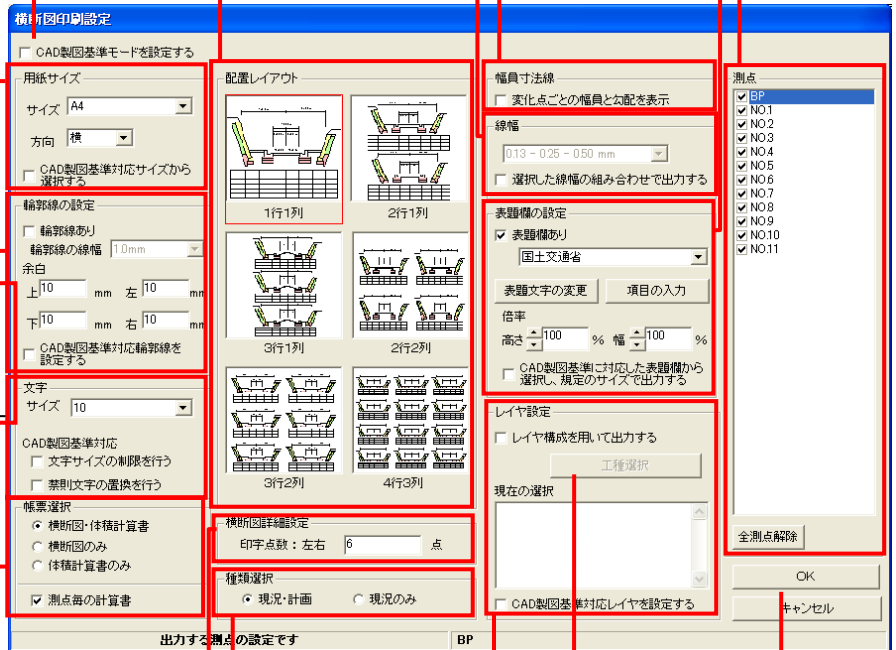 横断図印刷設定
CAD製図基準モードを設定する
用紙サイズ
サイズ A4
方向 横
CAD製図基準対応サイズから
選択する
輪郭線の設定
輪郭線あり
輪郭線の線幅 1.0mm
余白
上 10 mm 左 10 mm
下 10 mm 右 10 mm
CAD製図基準対応輪郭線を
設定する
文字
サイズ 10
CAD製図基準対応
文字サイズの制限を行う
禁則文字の置換を行う
帳票選択
横断図・体積計算書
横断図のみ
体積計算書のみ
測点毎の計算書
配置レイアウト
1行1列
2行1列
3行1列
2行2列
3行2列
4行3列
横断図詳細設定
印字点数：左右 6 点
種類選択
現況・計画
現況のみ
幅員寸法線
変化点ごとの幅員と勾配を表示
線幅
0.13 - 0.25 - 0.50 mm
選択した線幅の組み合わせで出力する
表題欄の設定
表題欄あり
国土交通省
表題文字の変更
項目の入力
倍率
高さ 100 % 幅 100 %
CAD製図基準に対応した表題欄から
選択し、規定のサイズで出力する
レイヤ設定
レイヤ構成を用いて出力する
工種選択
現在の選択
CAD製図基準対応レイヤを設定する
測点
BP
NO.1
NO.2
NO.3
NO.4
NO.5
NO.6
NO.7
NO.8
NO.9
NO.10
NO.11
全測点解除
OK
キャンセル
出力する測点の設定です
BP